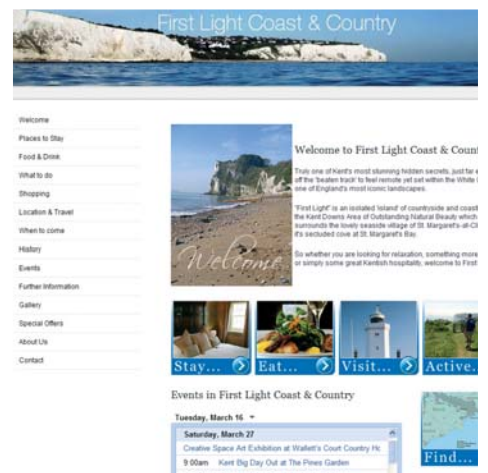 First Light Coast & Country
Welcome
Places to Stay
Food & Drink
What to do
Shopping
Location & Travel
When to come
History
Events
Further Information
Gallery
Special Offers
About Us
Contact
Welcome
Welcome to First Light Coast & Count
Truly one of Kent's most stunning hidden secrets, just far e
off the 'beaten track' to feel remote yet set within the White
one of England's most iconic landscapes.
"First Light" is an isolated 'island' of countryside and coastli
the Kent Downs Area of Outstanding Natural Beauty which
surrounds the lovely seaside village of St. Margaret's-at-Cli
it's secluded cove at St. Margaret's Bay.
So whether you are looking for relaxation, something more
or simply some great Kentish hospitality, welcome to First
Stay...
Eat...
Visit...
Active...
Events in First Light Coast & Country
Tuesday, March 16
Saturday, March 27
Creative Space Art Exhibition at Wallett's Court Country Ho
9:00am Kent Big Day Out at The Pines Garden
Find...